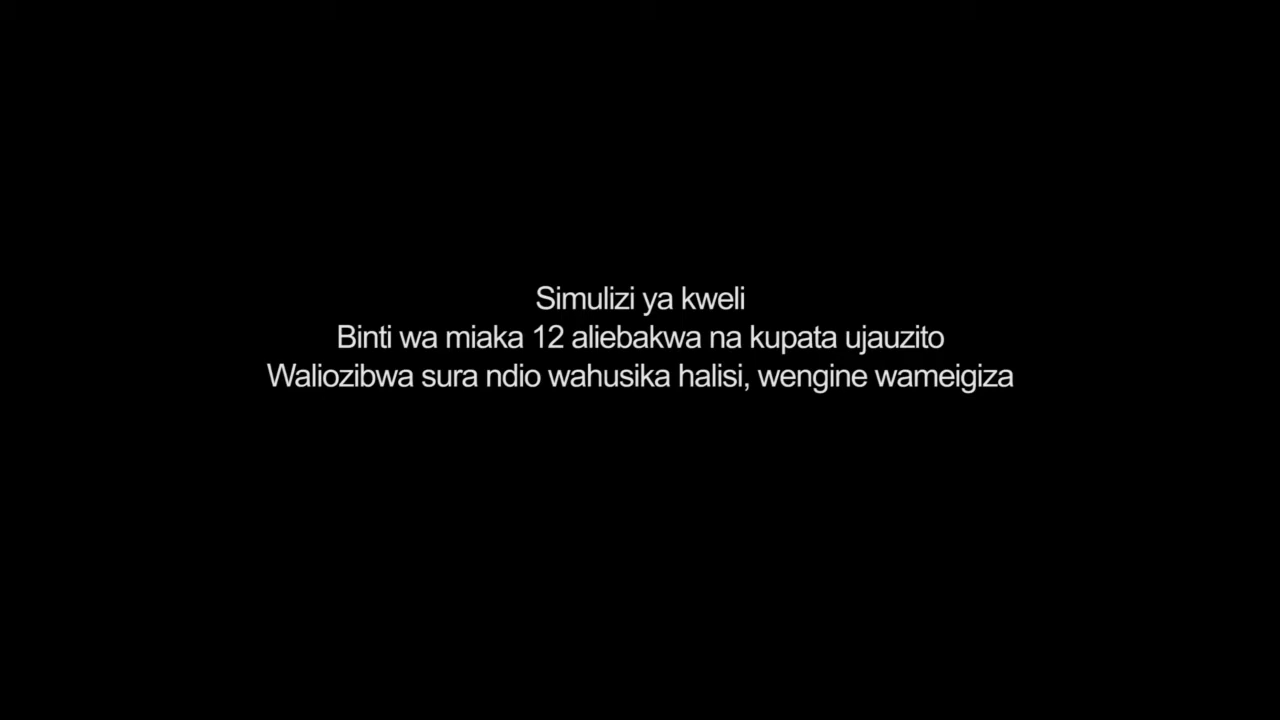 Simulizi ya kweli
Binti wa miaka 12 aliebakwa na kupata ujauzito
Waliozibwa sura ndio wahusika halisi, wengine wameigiza